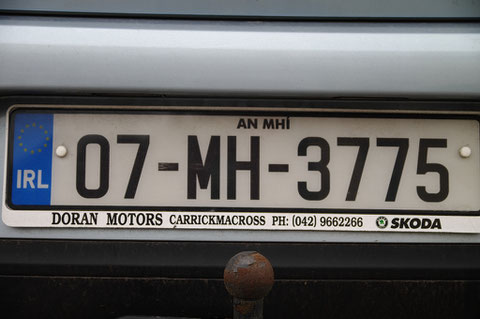 AN MHÍ
IRL 07-MH-3775
DORAN MOTORS CARRICKMACROSS PH: (042) 9662266 SKODA